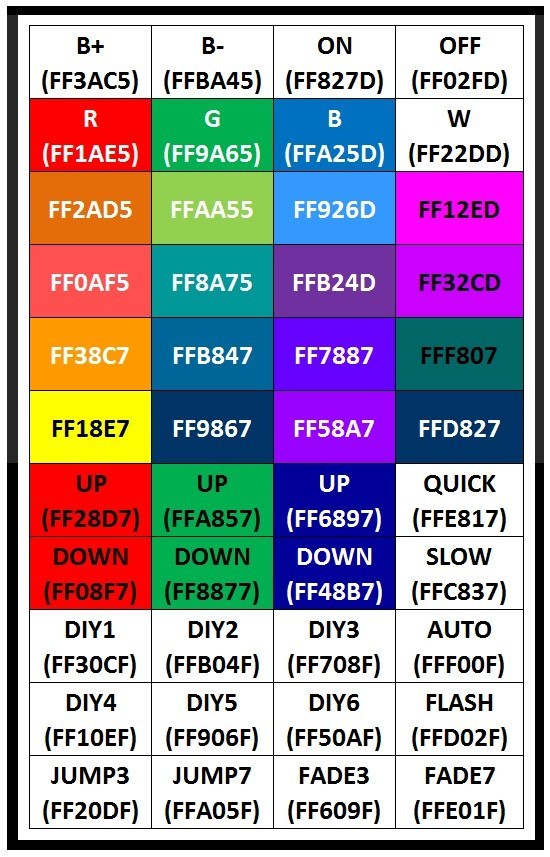 B+ B- ON OFF
(FF3AC5) (FFBA45) (FF827D) (FF02FD)
R G B W
(FF1AE5) (FF9A65) (FFA25D) (FF22DD)
FF2AD5 FFAA55 FF926D FF12ED
FF0AF5 FF8A75 FFB24D FF32CD
FF38C7 FFB847 FF7887 FFF807
FF18E7 FF9867 FF58A7 FFD827
UP UP UP QUICK
(FF28D7) (FFA857) (FF6897) (FFE817)
DOWN DOWN DOWN SLOW
(FF08F7) (FF8877) (FF48B7) (FFC837)
DIY1 DIY2 DIY3 AUTO
(FF30CF) (FFB04F) (FF708F) (FFF00F)
DIY4 DIY5 DIY6 FLASH
(FF10EF) (FF906F) (FF50AF) (FFD02F)
JUMP3 JUMP7 FADE3 FADE7
(FF20DF) (FFA05F) (FF609F) (FFE01F)